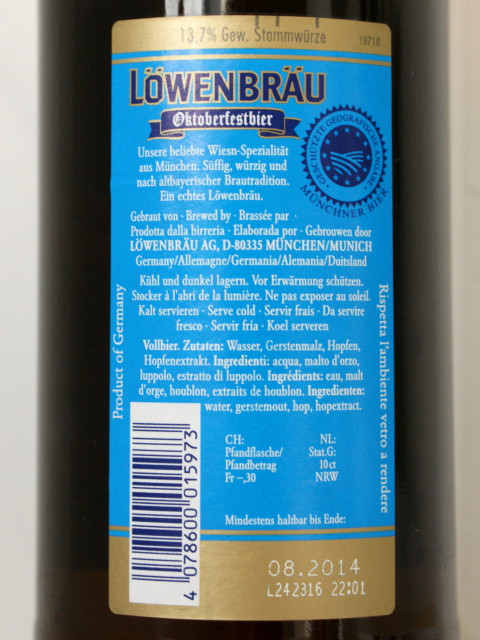 13,7% Gew. Stammwürze
19710
LÖWENBRÄU
Oktoberfestbier
Unsere beliebte Wiesn-Spezialität
aus München. Süffig, würzig und
nach altbayerischer Brautradition.
Ein echtes Löwenbräu.
GESCHÜTZTE GEOGRAFISCHE ANGABE
MÜNCHNER BIER
Gebraut von · Brewed by · Brassée par ·
Prodotta dalla birreria · Elaborada por · Gebrouwen door
LÖWENBRÄU AG, D-80335 MÜNCHEN/MUNICH
Germany/Allemagne/Germania/Alemania/Duitsland
Kühl und dunkel lagern. Vor Erwärmung schützen.
Stocker à l'abri de la lumière. Ne pas exposer au soleil.
Kalt servieren · Serve cold · Servir frais · Da servire
fresco · Servir fria · Koel serveren
Vollbier. Zutaten: Wasser, Gerstenmalz, Hopfen,
Hopfenextrakt. Ingredienti: acqua, malto d'orzo,
luppolo, estratto di luppolo. Ingrédients: eau, malt
d'orge, houblon, extraits de houblon. Ingredienten:
water, gerstemout, hop, hopextract.
Product of Germany
Rispetta l'ambiente vetro a rendere
CH:
Pfandflasche/
Pfandbetrag
Fr -,30
NL:
Stat.G:
10 ct
NRW
Mindestens haltbar bis Ende:
4 078600 015973
08.2014
L242316 22:01